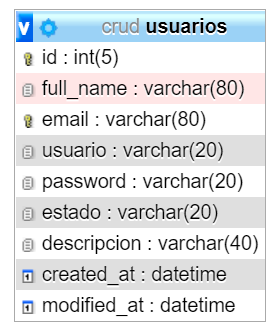 v crud usuarios
id : int(5)
full_name : varchar(80)
email : varchar(80)
usuario : varchar(20)
password : varchar(20)
estado : varchar(20)
descripcion : varchar(40)
created_at : datetime
modified_at : datetime